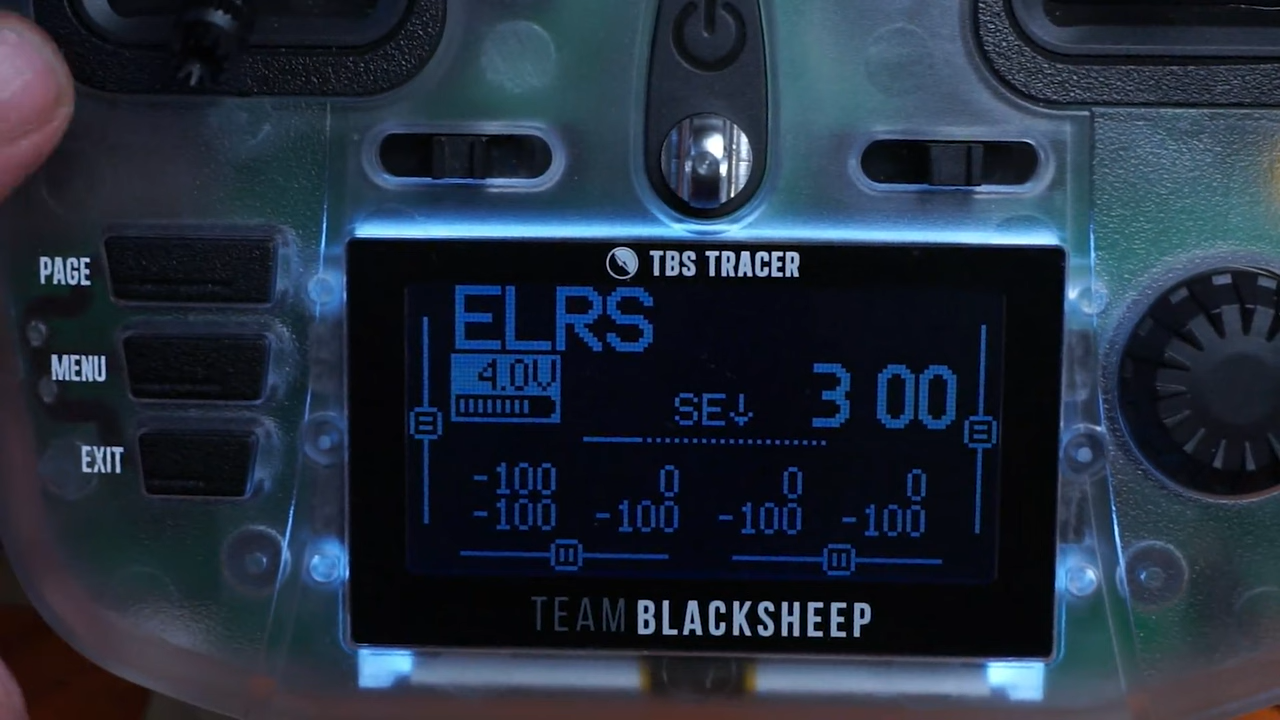 PAGE
MENU
EXIT
TBS TRACER
ELRS
4.0V
SE↓
3 00
-100 0 0 0
-100 -100 -100 -100
TEAM BLACKSHEEP